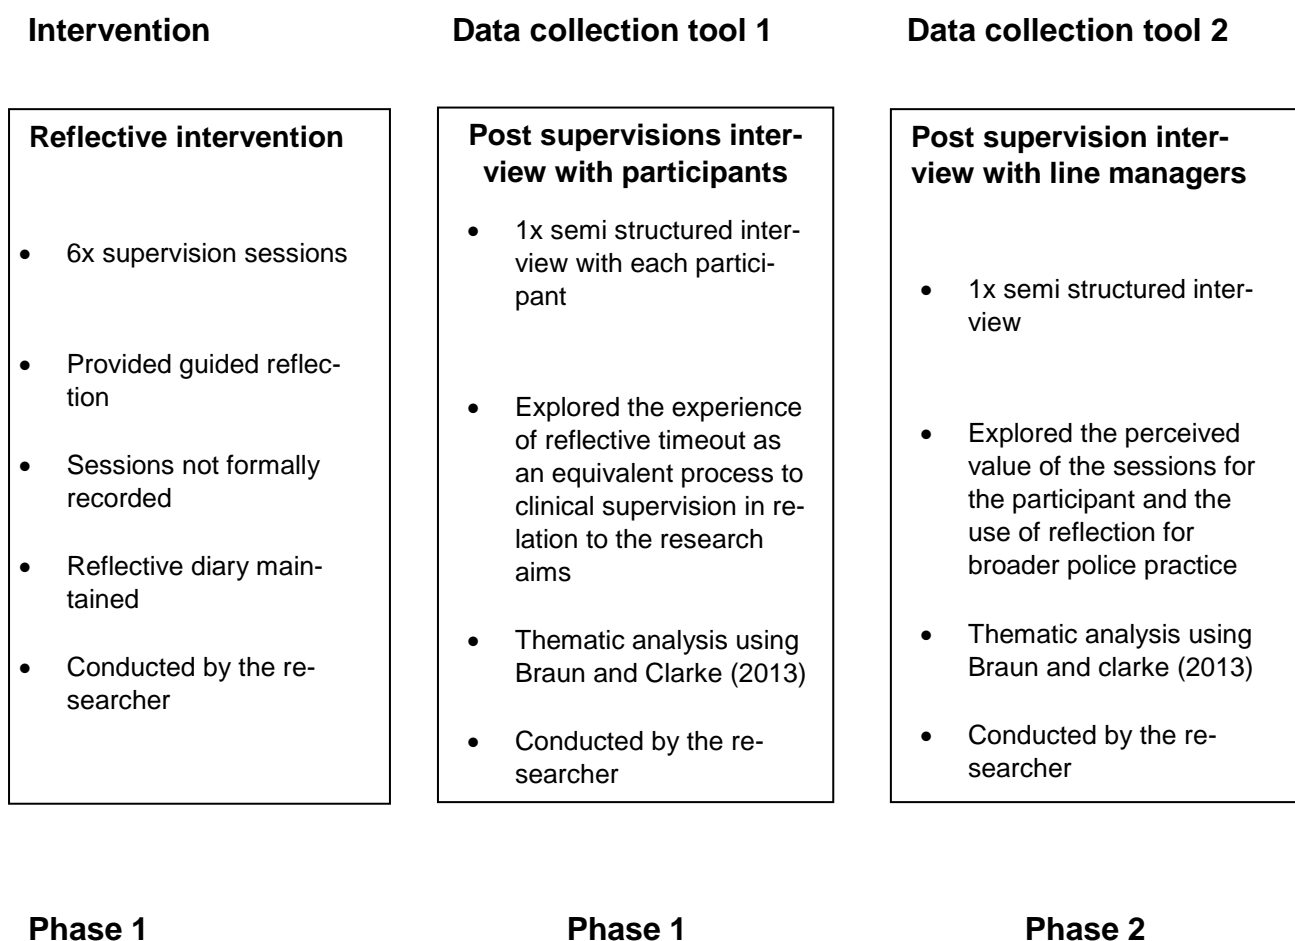 Intervention
Data collection tool 1
Data collection tool 2
Reflective intervention
• 6x supervision sessions
• Provided guided reflec-
tion
• Sessions not formally
recorded
• Reflective diary main-
tained
• Conducted by the re-
searcher
Post supervisions inter-
view with participants
• 1x semi structured inter-
view with each partici-
pant
• Explored the experience
of reflective timeout as
an equivalent process to
clinical supervision in re-
lation to the research
aims
• Thematic analysis using
Braun and Clarke (2013)
• Conducted by the re-
searcher
Post supervision inter-
view with line managers
• 1x semi structured inter-
view
• Explored the perceived
value of the sessions for
the participant and the
use of reflection for
broader police practice
• Thematic analysis using
Braun and clarke (2013)
• Conducted by the re-
searcher
Phase 1
Phase 1
Phase 2